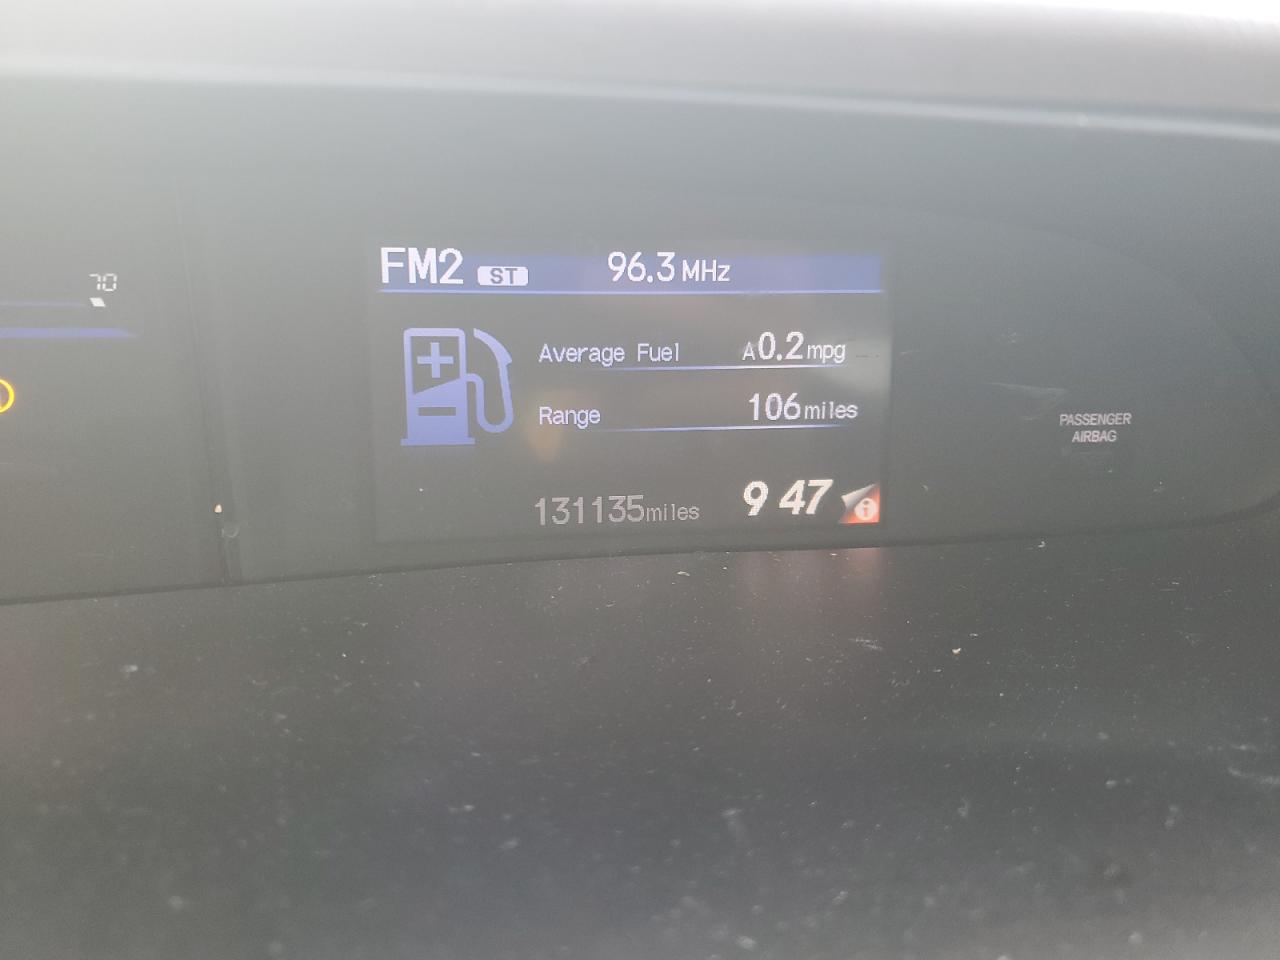 70
FM2 ST 96.3 MHz
Average Fuel A0.2 mpg
Range 106 miles
131135 miles 9 47 i
PASSENGER
AIRBAG